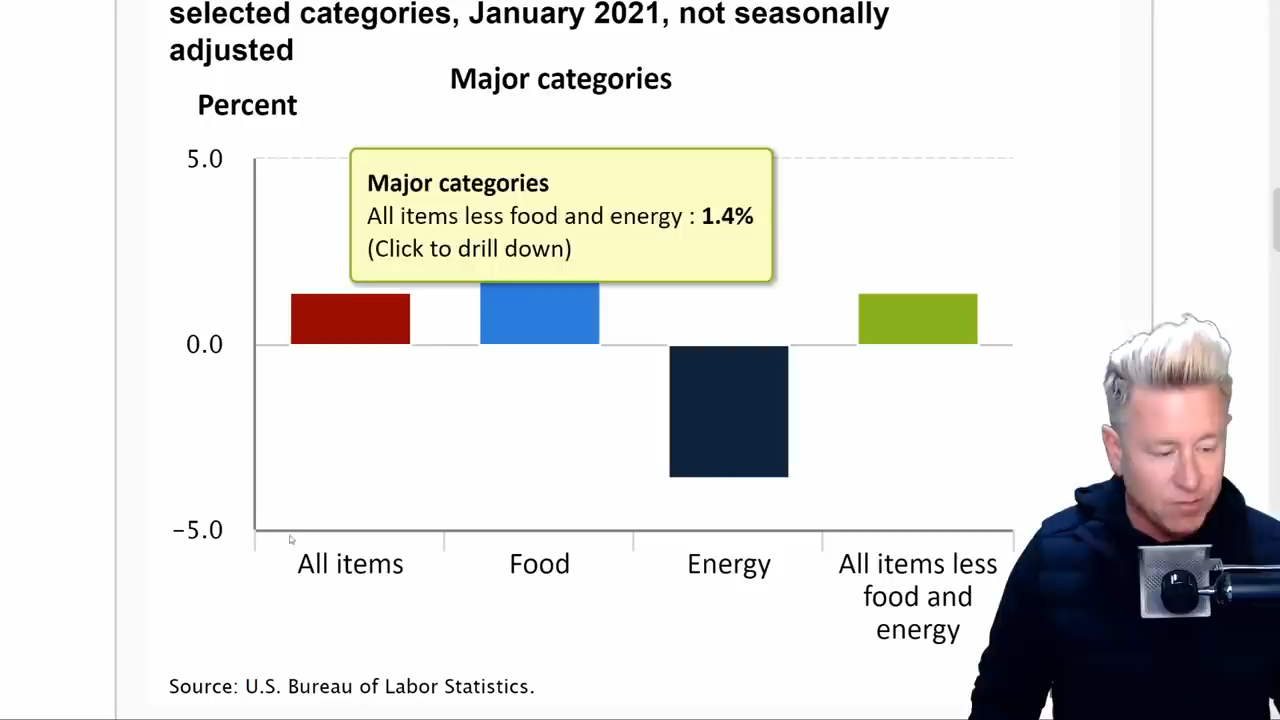 selected categories, January 2021, not seasonally
adjusted
Major categories
Percent
5.0
Major categories
All items less food and energy : 1.4%
(Click to drill down)
0.0
−5.0
All items
Food
Energy
All items less
food and
energy
Source: U.S. Bureau of Labor Statistics.